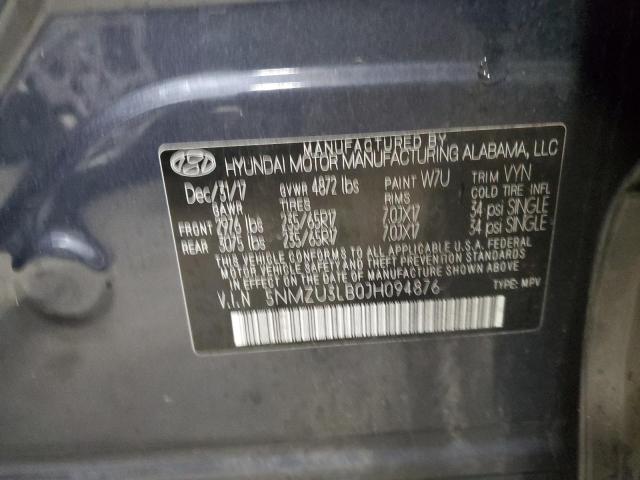 MANUFACTURED BY
HYUNDAI MOTOR MANUFACTURING ALABAMA, LLC
Dec/31/17 GVWR 4872 lbs PAINT W7U TRIM VYN
GAWR RIMS COLD TIRE INFL
FRONT 2976 lbs 235/65R17 7.0JX17 34 psi SINGLE
REAR 3075 lbs 235/65R17 7.0JX17 34 psi SINGLE
THIS VEHICLE CONFORMS TO ALL APPLICABLE U.S.A. FEDERAL
MOTOR VEHICLE SAFETY, BUMPER, AND THEFT PREVENTION
STANDARDS IN EFFECT ON THE DATE OF MANUFACTURE SHOWN ABOVE.
V.I.N 5NMZU3LB0JH094876 TYPE: MPV